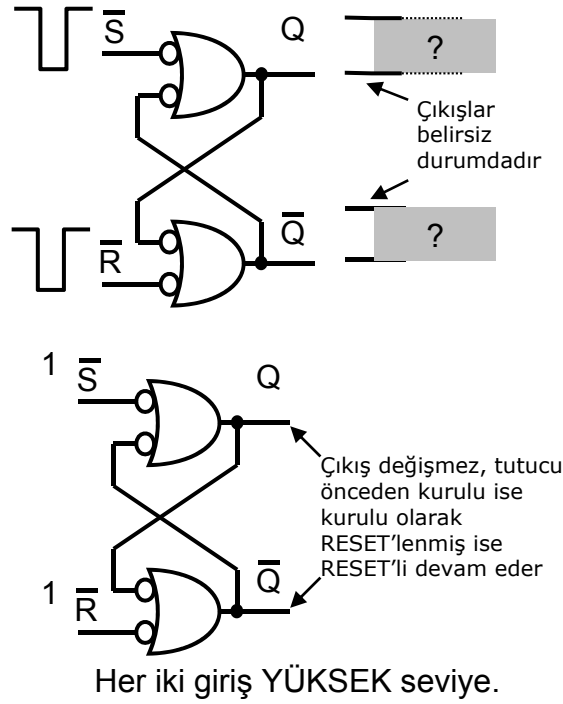 S̅ Q
?
Çıkışlar
belirsiz
durumdadır
R̅ Q̅
?
1 S̅ Q
Çıkış değişmez, tutucu
önceden kurulu ise
kurulu olarak
RESET’lenmiş ise
RESET’li devam eder
1 R̅ Q̅
Her iki giriş YÜKSEK seviye.